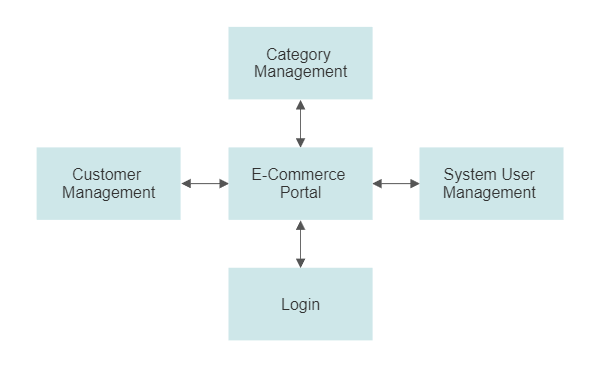 Category
Management
Customer
Management
E-Commerce
Portal
System User
Management
Login